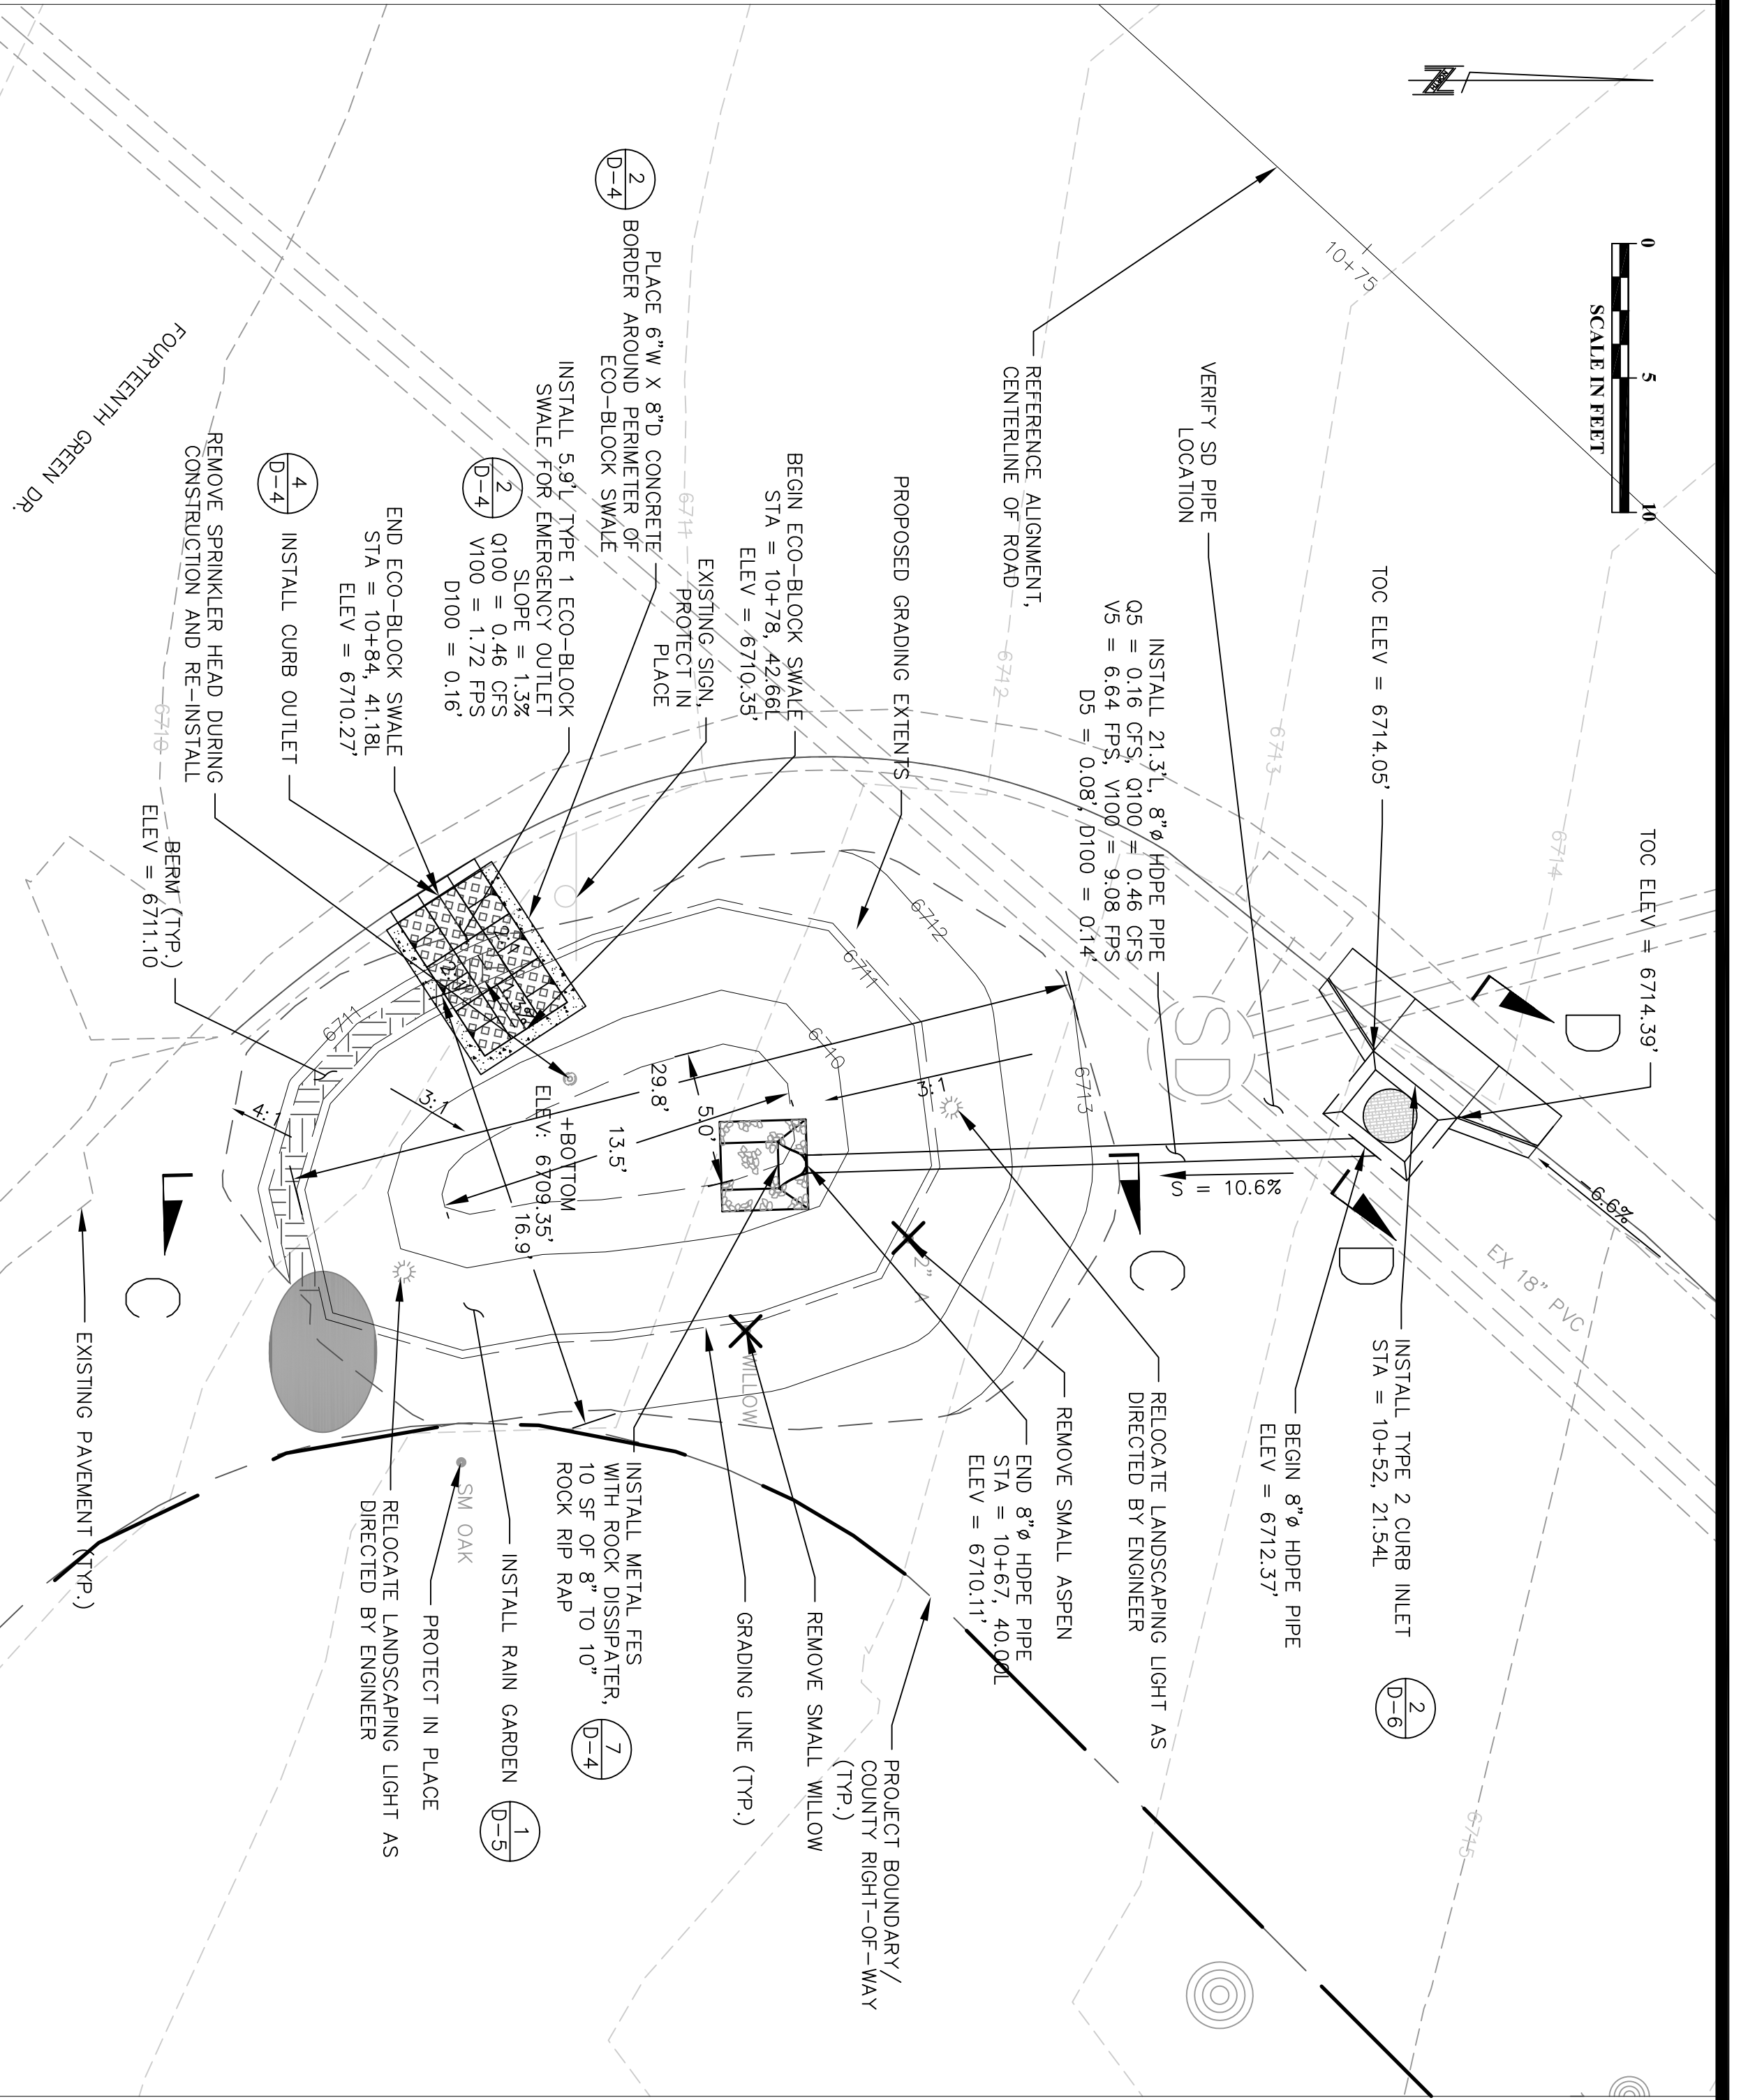 NORTH
0
5
10
SCALE IN FEET
10+75
TOC ELEV = 6714.39'
TOC ELEV = 6714.05'
VERIFY SD PIPE
LOCATION
REFERENCE ALIGNMENT,
CENTERLINE OF ROAD
INSTALL 21.3'L, 8"ø HDPE PIPE
Q5 = 0.16 CFS, Q100 = 0.46 CFS
V5 = 6.64 FPS, V100 = 9.08 FPS
D5 = 0.08', D100 = 0.14'
PROPOSED GRADING EXTENTS
BEGIN ECO-BLOCK SWALE
STA = 10+78, 42.66L
ELEV = 6710.35'
EXISTING SIGN,
PROTECT IN
PLACE
2
D-4
PLACE 6"W X 8"D CONCRETE
BORDER AROUND PERIMETER OF
ECO-BLOCK SWALE
INSTALL 5.9'L TYPE 1 ECO-BLOCK
SWALE FOR EMERGENCY OUTLET
SLOPE = 1.3%
Q100 = 0.46 CFS
V100 = 1.72 FPS
D100 = 0.16'
2
D-4
END ECO-BLOCK SWALE
STA = 10+84, 41.18L
ELEV = 6710.27'
4
D-4
INSTALL CURB OUTLET
REMOVE SPRINKLER HEAD DURING
CONSTRUCTION AND RE-INSTALL
BERM (TYP.)
ELEV = 6711.10
FOURTEENTH GREEN DR.
6714
6713
6712
6711
6710
6715
6713
6712
6711
6710
6711
SD
D
D
C
C
6.6%
S = 10.6%
3:1
3:1
4:1
29.8'
5.0'
13.5'
16.9'
1.3%
+BOTTOM
ELEV: 6709.35'
EX 18" PVC
2" A
WILLOW
SM OAK
INSTALL TYPE 2 CURB INLET
STA = 10+52, 21.54L
2
D-6
BEGIN 8"ø HDPE PIPE
ELEV = 6712.37'
RELOCATE LANDSCAPING LIGHT AS
DIRECTED BY ENGINEER
REMOVE SMALL ASPEN
END 8"ø HDPE PIPE
STA = 10+67, 40.00L
ELEV = 6710.11'
PROJECT BOUNDARY/
COUNTY RIGHT-OF-WAY
(TYP.)
REMOVE SMALL WILLOW
GRADING LINE (TYP.)
INSTALL METAL FES
WITH ROCK DISSIPATER,
10 SF OF 8" TO 10"
ROCK RIP RAP
7
D-4
INSTALL RAIN GARDEN
1
D-5
PROTECT IN PLACE
RELOCATE LANDSCAPING LIGHT AS
DIRECTED BY ENGINEER
EXISTING PAVEMENT (TYP.)